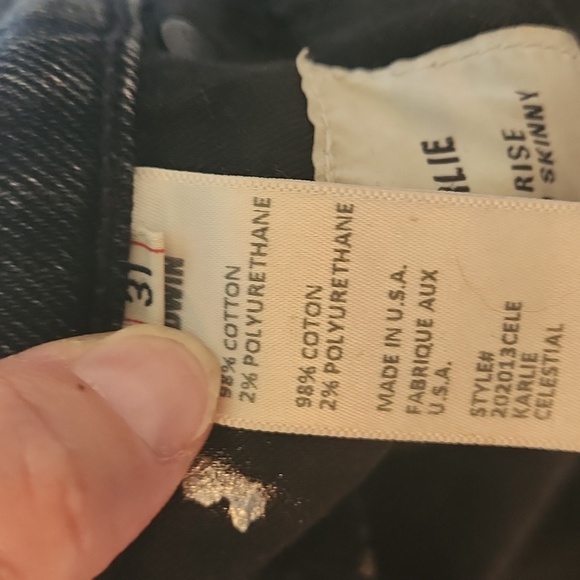 RLIE
RISE
SKINNY
31
DWIN
98% COTTON
2% POLYURETHANE
98% COTON
2% POLYURETHANE
MADE IN U.S.A.
FABRIQUE AUX
U.S.A.
STYLE#
202013CELE
KARLIE
CELESTIAL